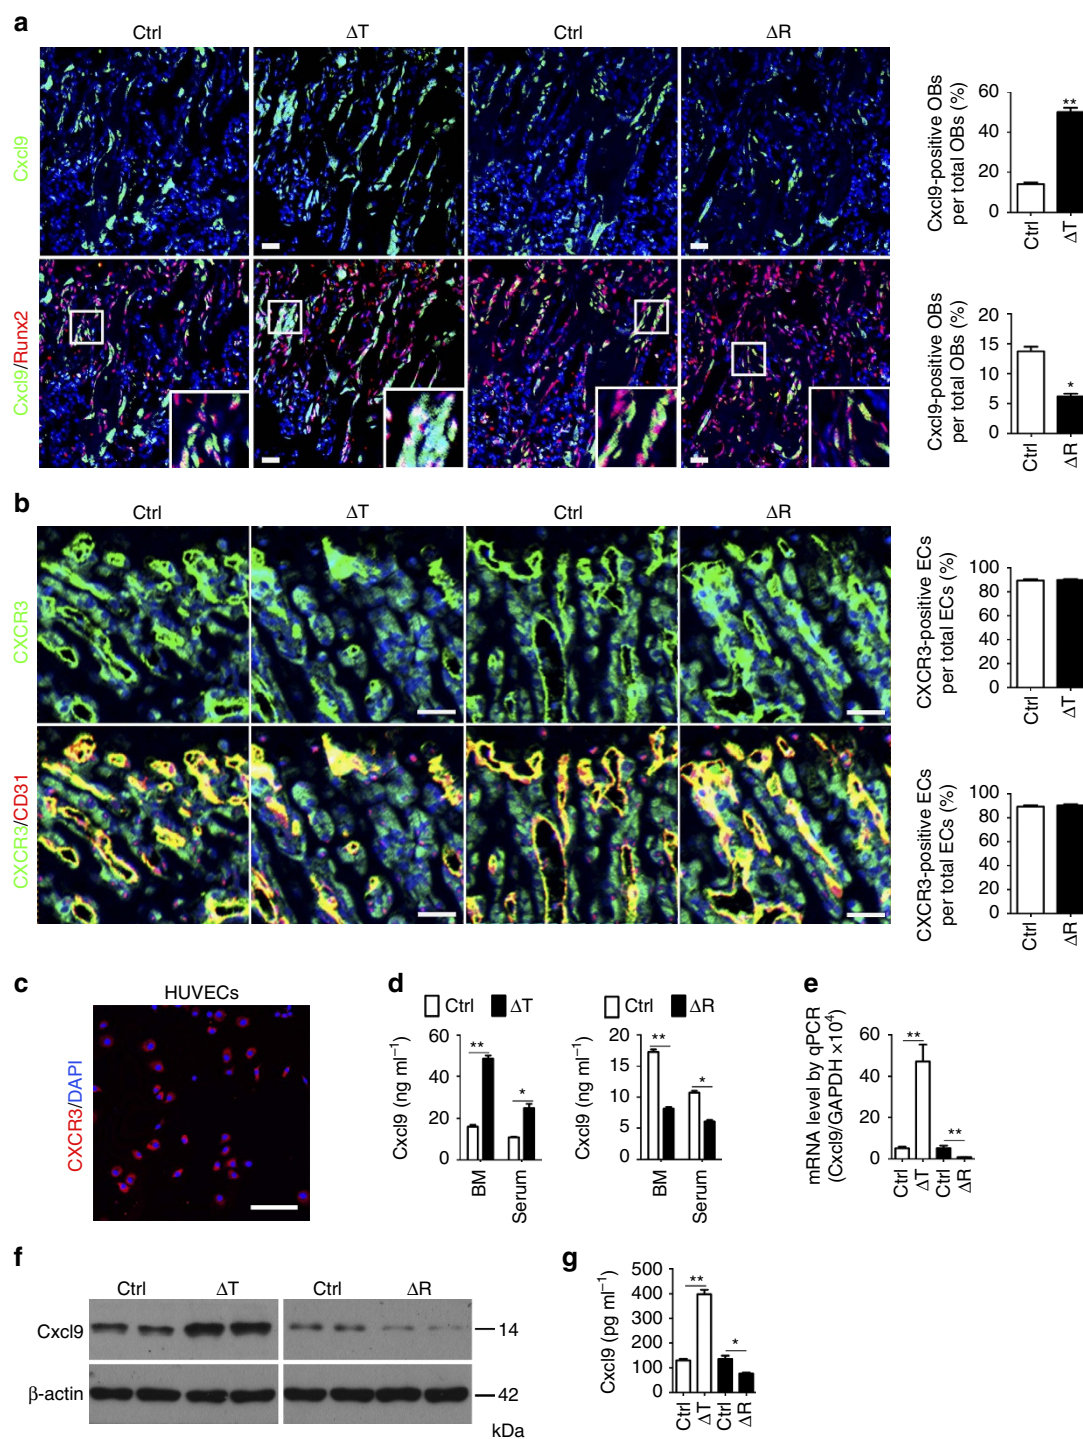 a
Ctrl
ΔT
Ctrl
ΔR
Cxcl9
Cxcl9/Runx2
Cxcl9-positive OBs
per total OBs (%)
60
40
20
0
**
Ctrl
ΔT
Cxcl9-positive OBs
per total OBs (%)
20
15
10
5
0
*
Ctrl
ΔR
b
Ctrl
ΔT
Ctrl
ΔR
CXCR3
CXCR3/CD31
CXCR3-positive ECs
per total ECs (%)
100
80
60
40
20
0
Ctrl
ΔT
CXCR3-positive ECs
per total ECs (%)
100
80
60
40
20
0
Ctrl
ΔR
c
HUVECs
CXCR3/DAPI
d
Ctrl
ΔT
Cxcl9 (ng ml⁻¹)
60
40
20
0
**
*
BM
Serum
Ctrl
ΔR
Cxcl9 (ng ml⁻¹)
20
15
10
5
0
**
*
BM
Serum
e
mRNA level by qPCR
(Cxcl9/GAPDH ×10⁴)
60
40
20
0
**
**
Ctrl
ΔT
Ctrl
ΔR
f
Ctrl
ΔT
Ctrl
ΔR
Cxcl9
14
β-actin
42
kDa
g
Cxcl9 (pg ml⁻¹)
500
400
300
200
100
0
**
*
Ctrl
ΔT
Ctrl
ΔR